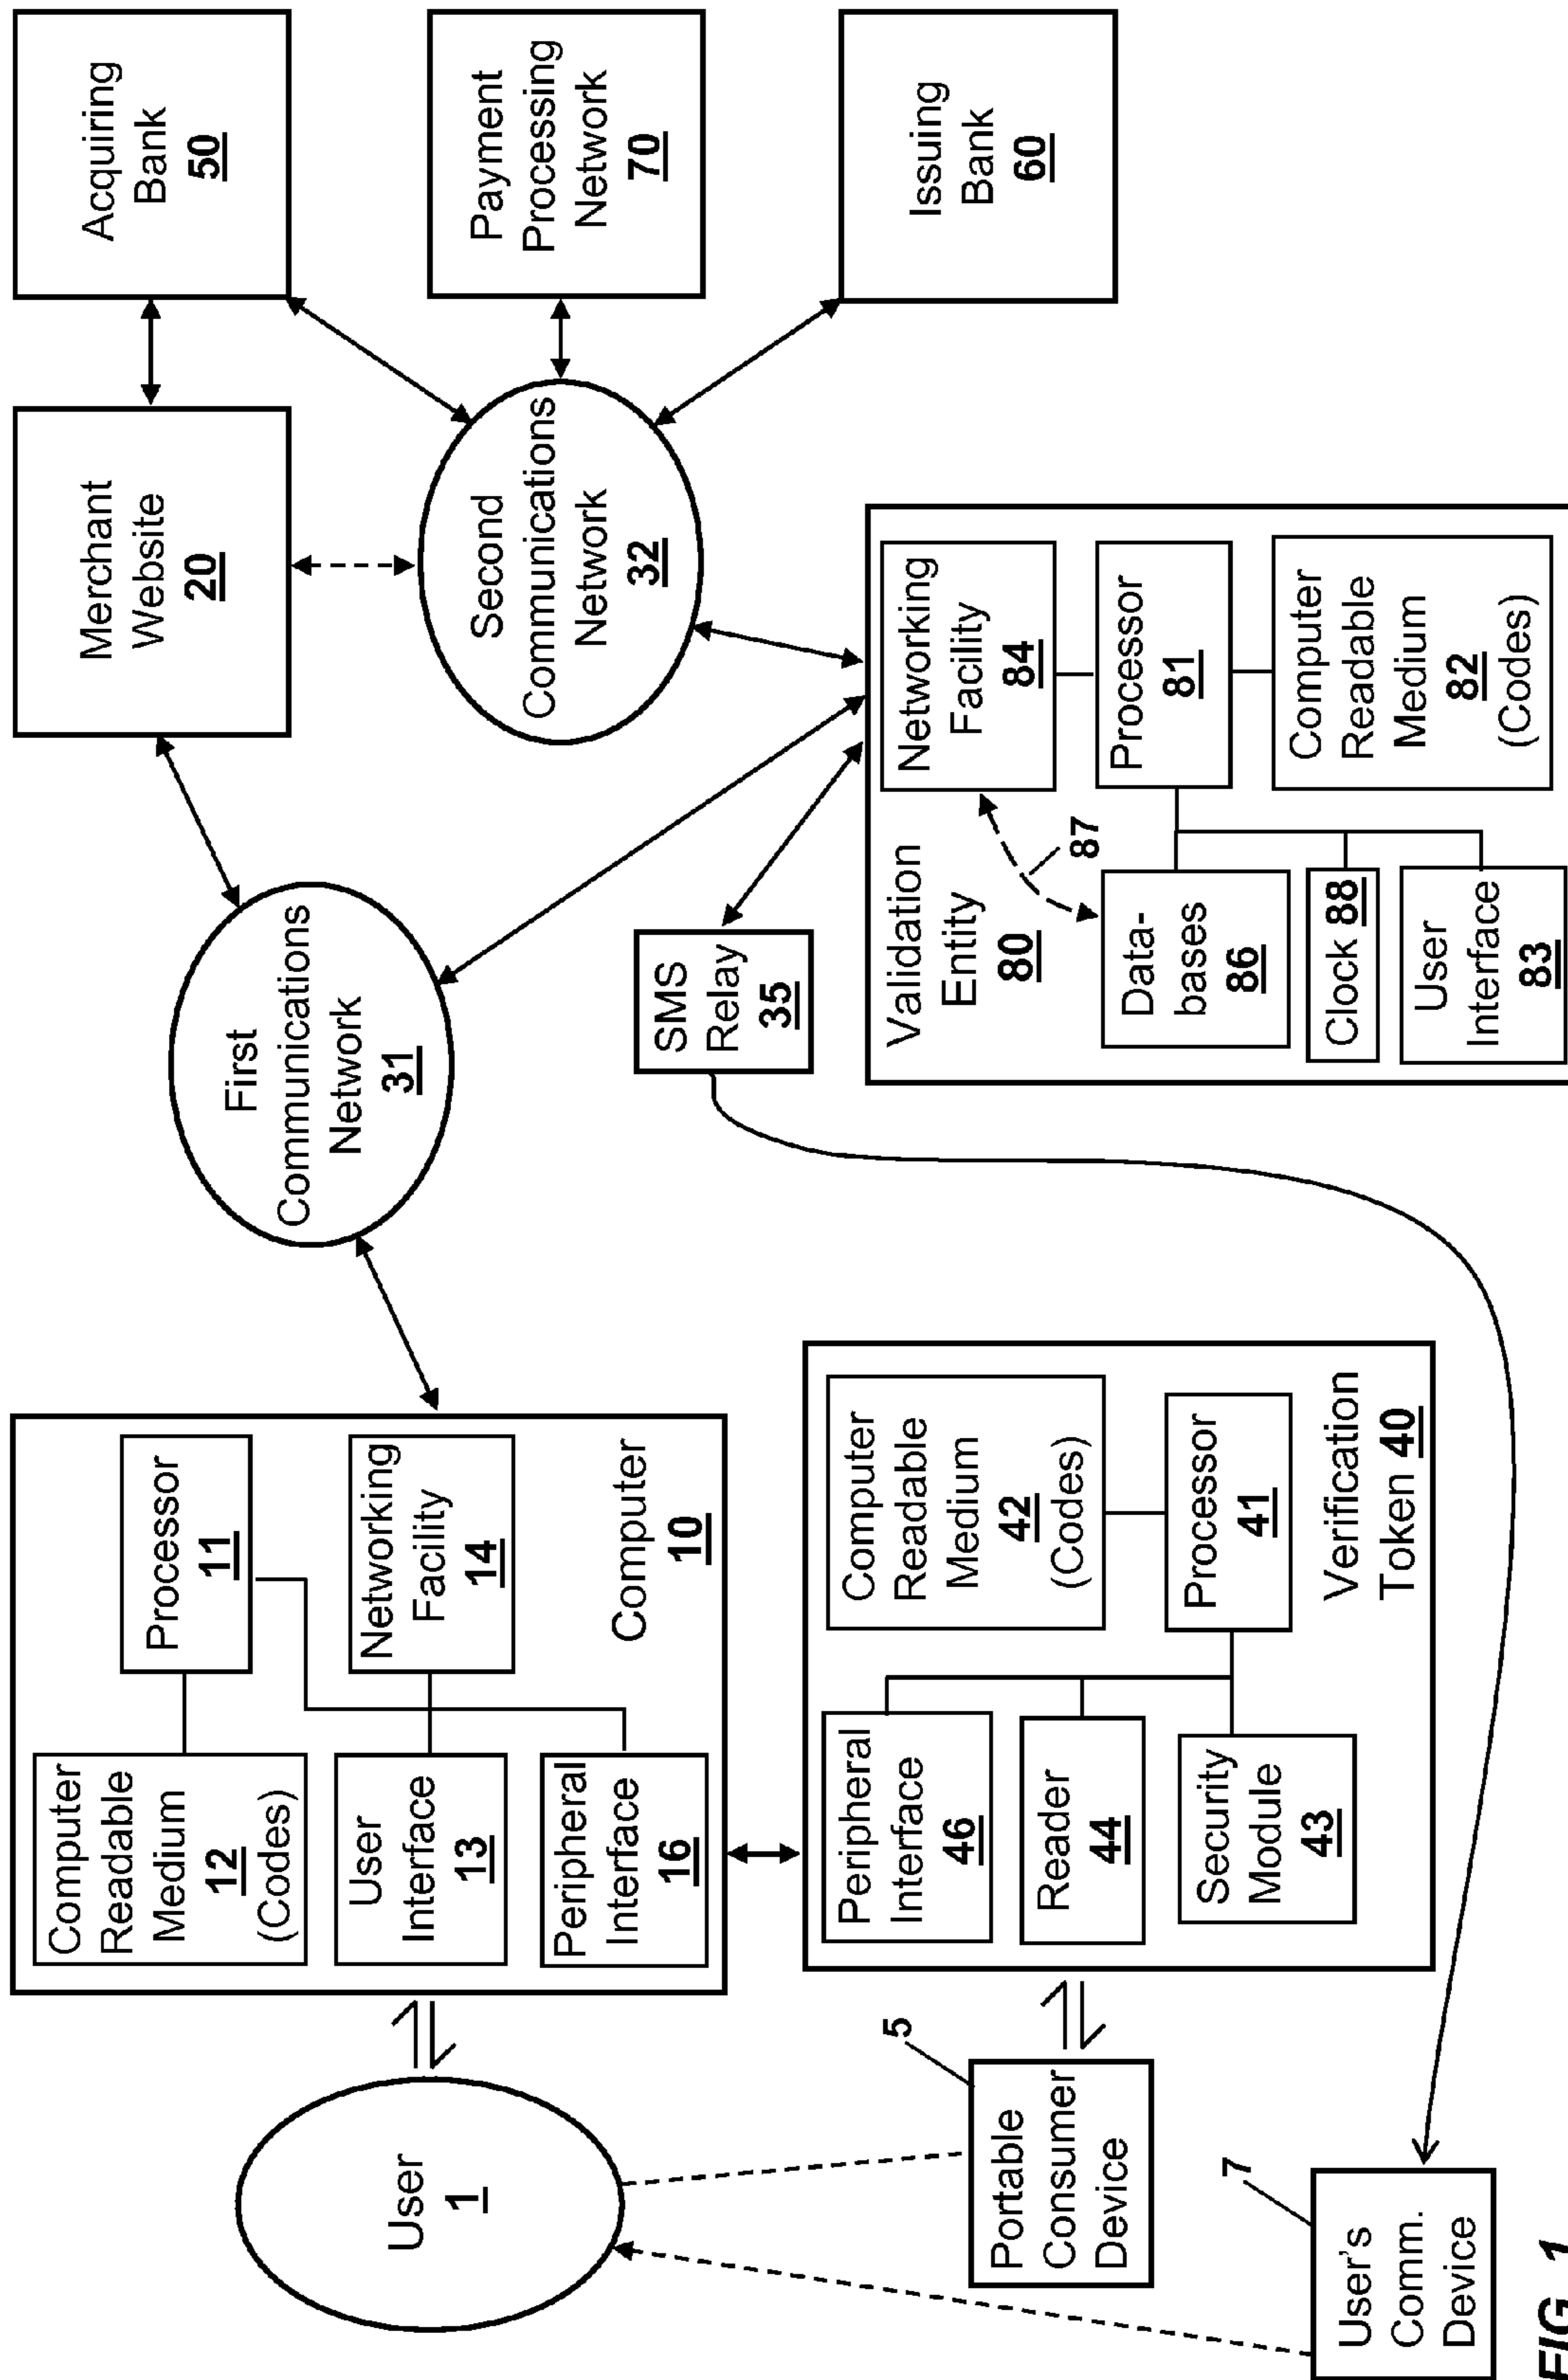 User
1
Computer
Readable
Medium
12
(Codes)
Processor
11
User
Interface
13
Networking
Facility
14
Peripheral
Interface
16
Computer
10
First
Communications
Network
31
Merchant
Website
20
Acquiring
Bank
50
Second
Communications
Network
32
Payment
Processing
Network
70
Issuing
Bank
60
5
Portable
Consumer
Device
Peripheral
Interface
46
Computer
Readable
Medium
42
(Codes)
Reader
44
Processor
41
Security
Module
43
Verification
Token 40
SMS
Relay
35
Validation
Entity
80
Networking
Facility
84
87
Data-
bases
86
Processor
81
Clock 88
Computer
Readable
Medium
82
(Codes)
User
Interface
83
7
User's
Comm.
Device
FIG. 1